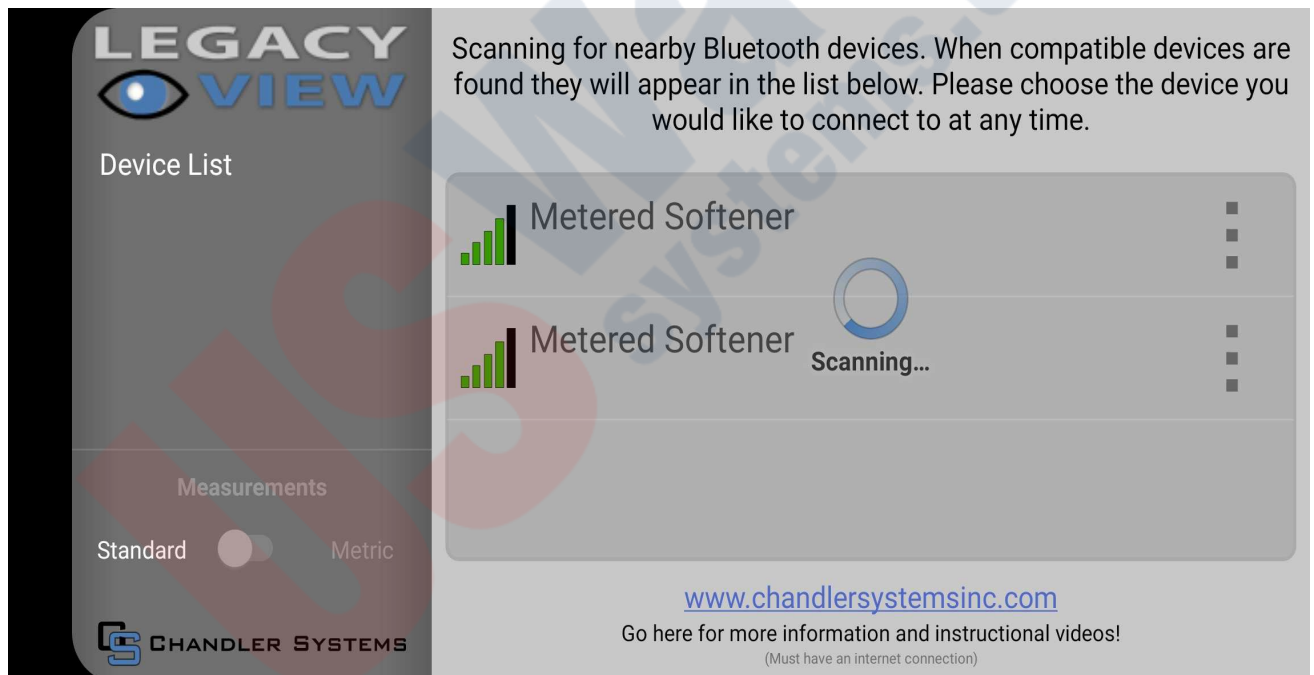 LEGACY
VIEW
Device List
Measurements
Standard
Metric
CHANDLER SYSTEMS
Scanning for nearby Bluetooth devices. When compatible devices are
found they will appear in the list below. Please choose the device you
would like to connect to at any time.
Metered Softener
Metered Softener
Scanning...
www.chandlersystemsinc.com
Go here for more information and instructional videos!
(Must have an internet connection)
US Wa
systems.